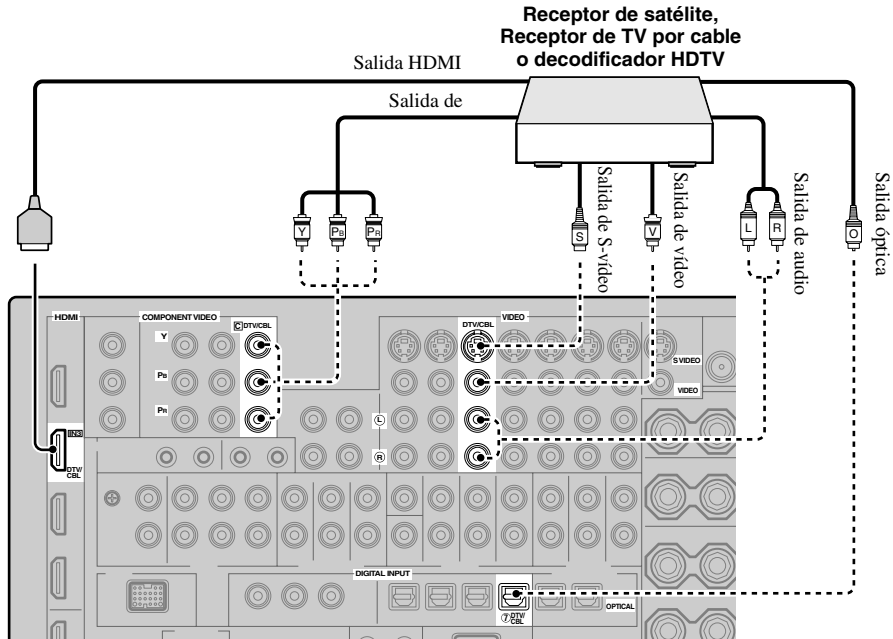 Receptor de satélite,
Receptor de TV por cable
o decodificador HDTV
Salida HDMI
Salida de
Salida de S-vídeo
Salida de vídeo
Salida de audio
Salida óptica
Y
PB
PR
S
V
L
R
O
HDMI
COMPONENT VIDEO
C DTV/CBL
VIDEO
DTV/CBL
Y
S VIDEO
PB
VIDEO
PR
L
IN3
R
DTV/
CBL
DIGITAL INPUT
OPTICAL
⑦ DTV/
CBL